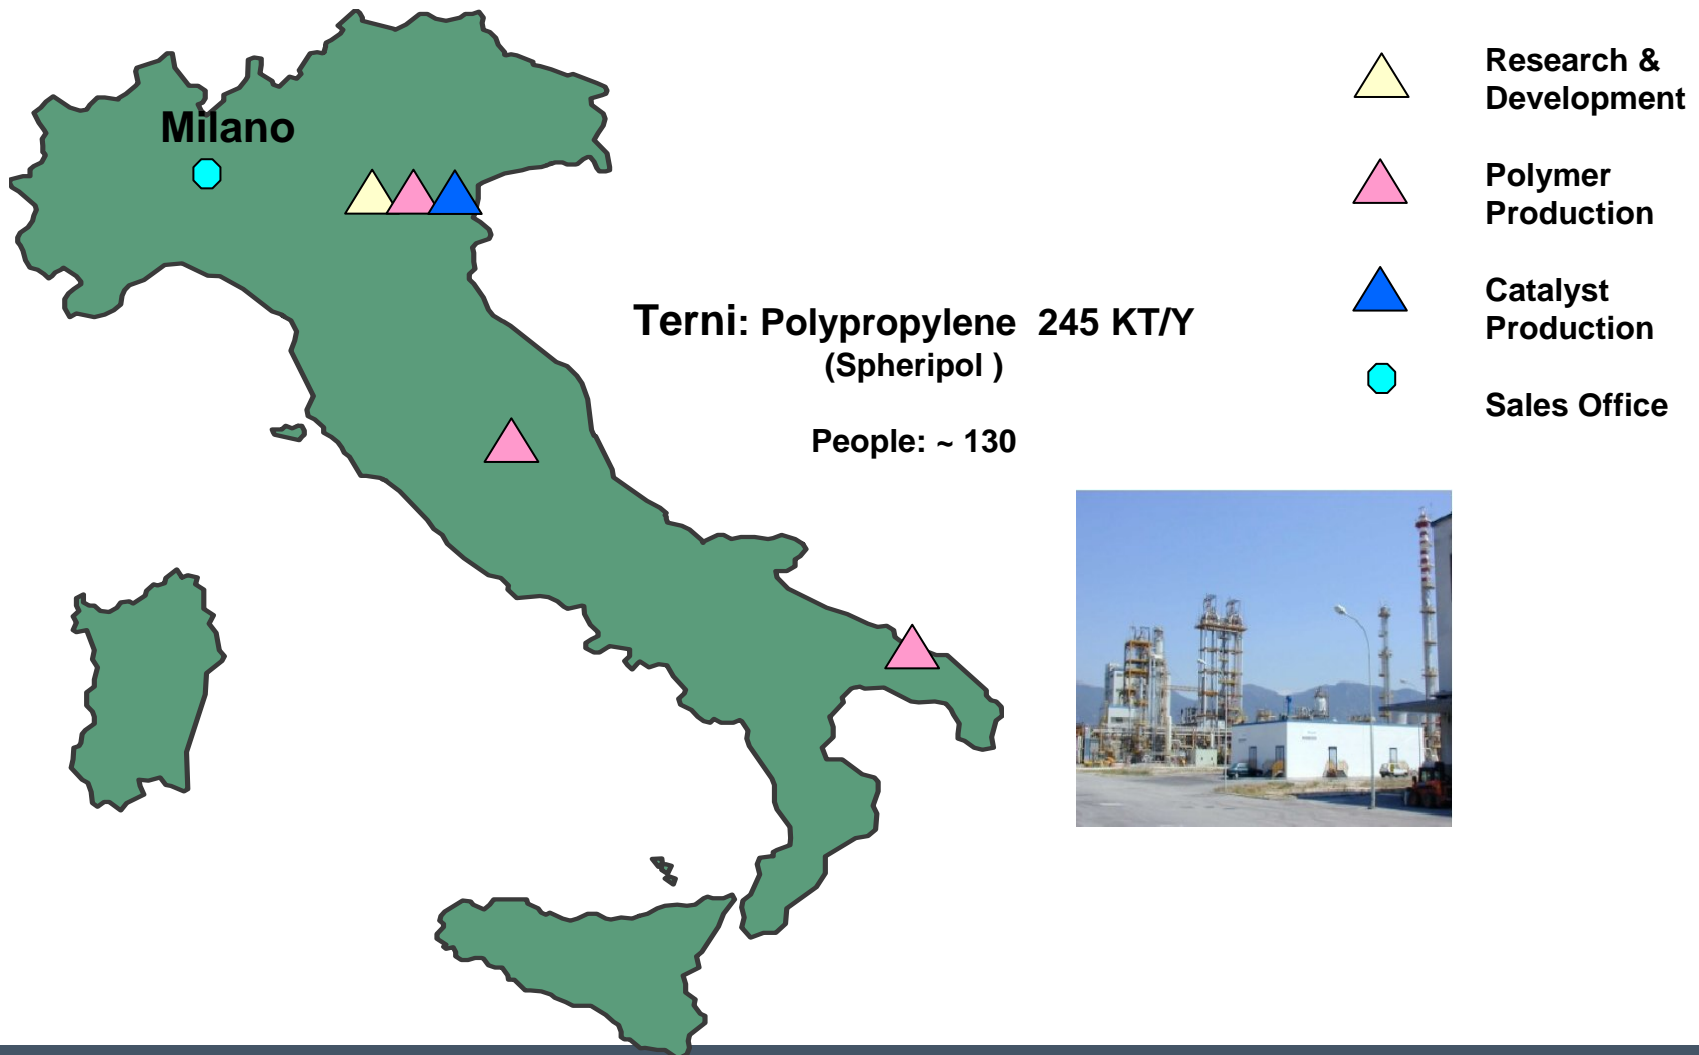 Milano
Terni: Polypropylene 245 KT/Y
(Spheripol )
People: ~ 130
Research &
Development
Polymer
Production
Catalyst
Production
Sales Office